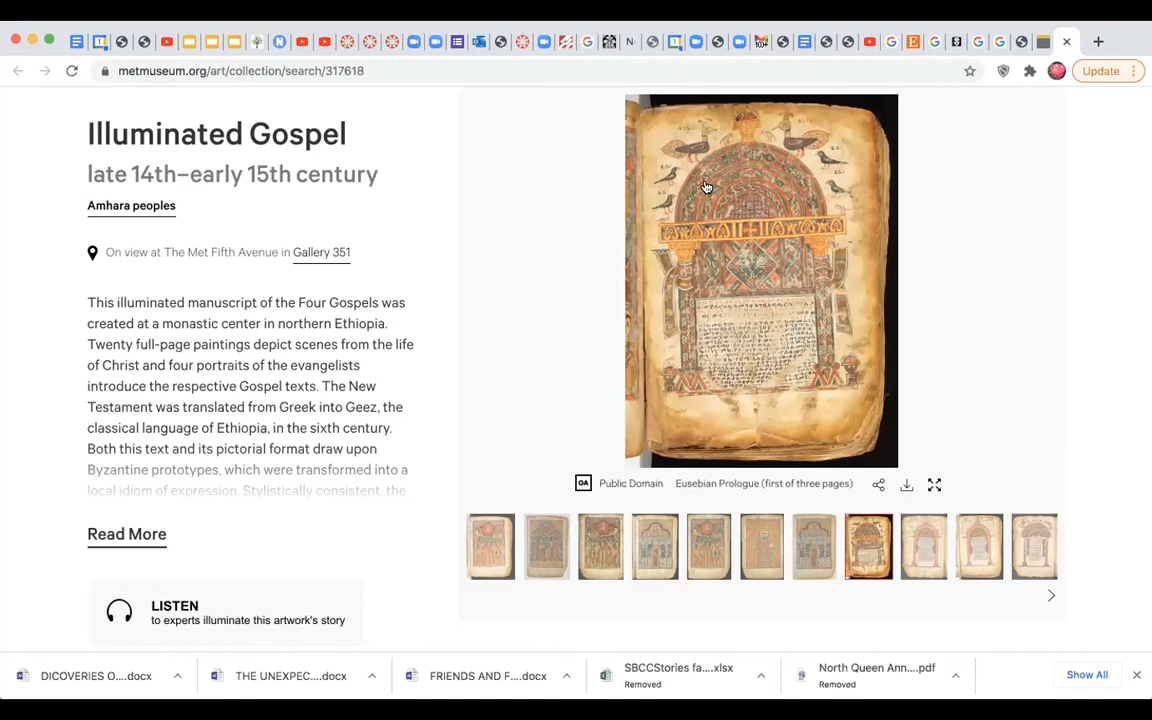 metmuseum.org/art/collection/search/317618
Update
Illuminated Gospel
late 14th–early 15th century
Amhara peoples
On view at The Met Fifth Avenue in Gallery 351
This illuminated manuscript of the Four Gospels was
created at a monastic center in northern Ethiopia.
Twenty full-page paintings depict scenes from the life
of Christ and four portraits of the evangelists
introduce the respective Gospel texts. The New
Testament was translated from Greek into Geez, the
classical language of Ethiopia, in the sixth century.
Both this text and its pictorial format draw upon
Byzantine prototypes, which were transformed into a
local idiom of expression. Stylistically consistent, the
Read More
LISTEN
to experts illuminate this artwork's story
OA Public Domain Eusebian Prologue (first of three pages)
DICOVERIES O....docx
THE UNEXPEC....docx
FRIENDS AND F....docx
SBCCStories fa....xlsx
Removed
North Queen Ann....pdf
Removed
Show All